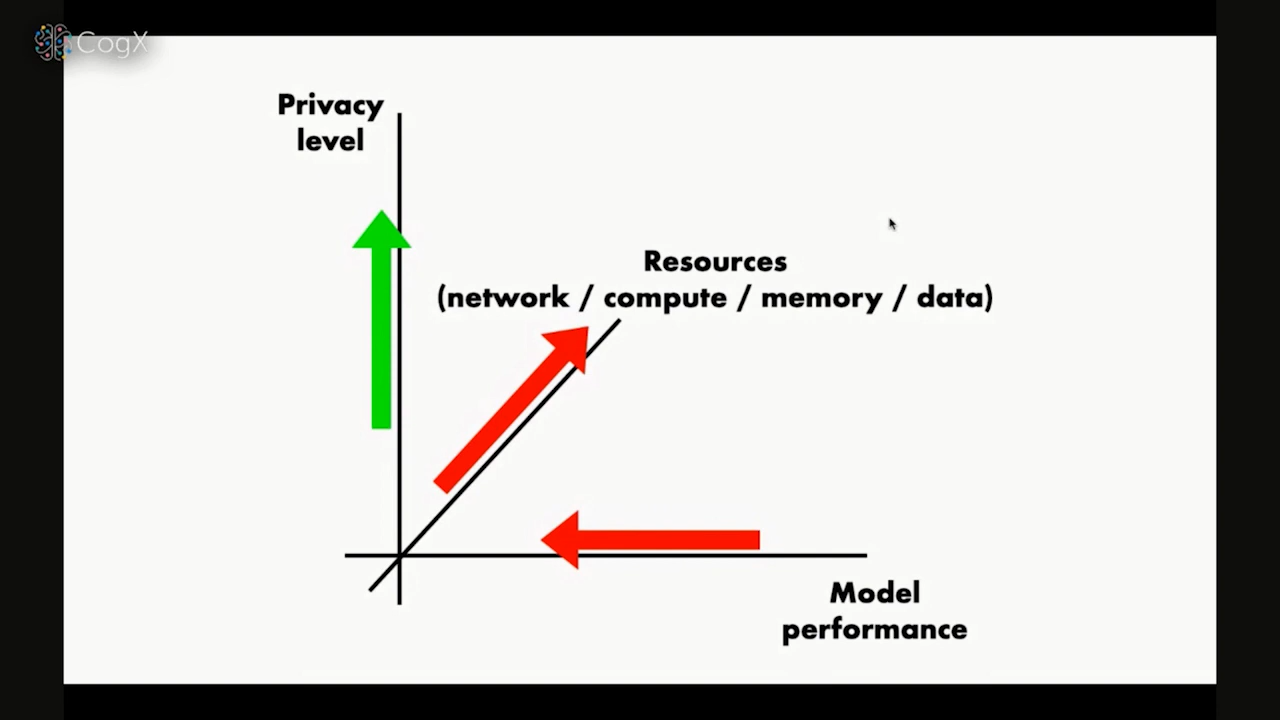 CogX
Privacy
level
Resources
(network / compute / memory / data)
Model
performance